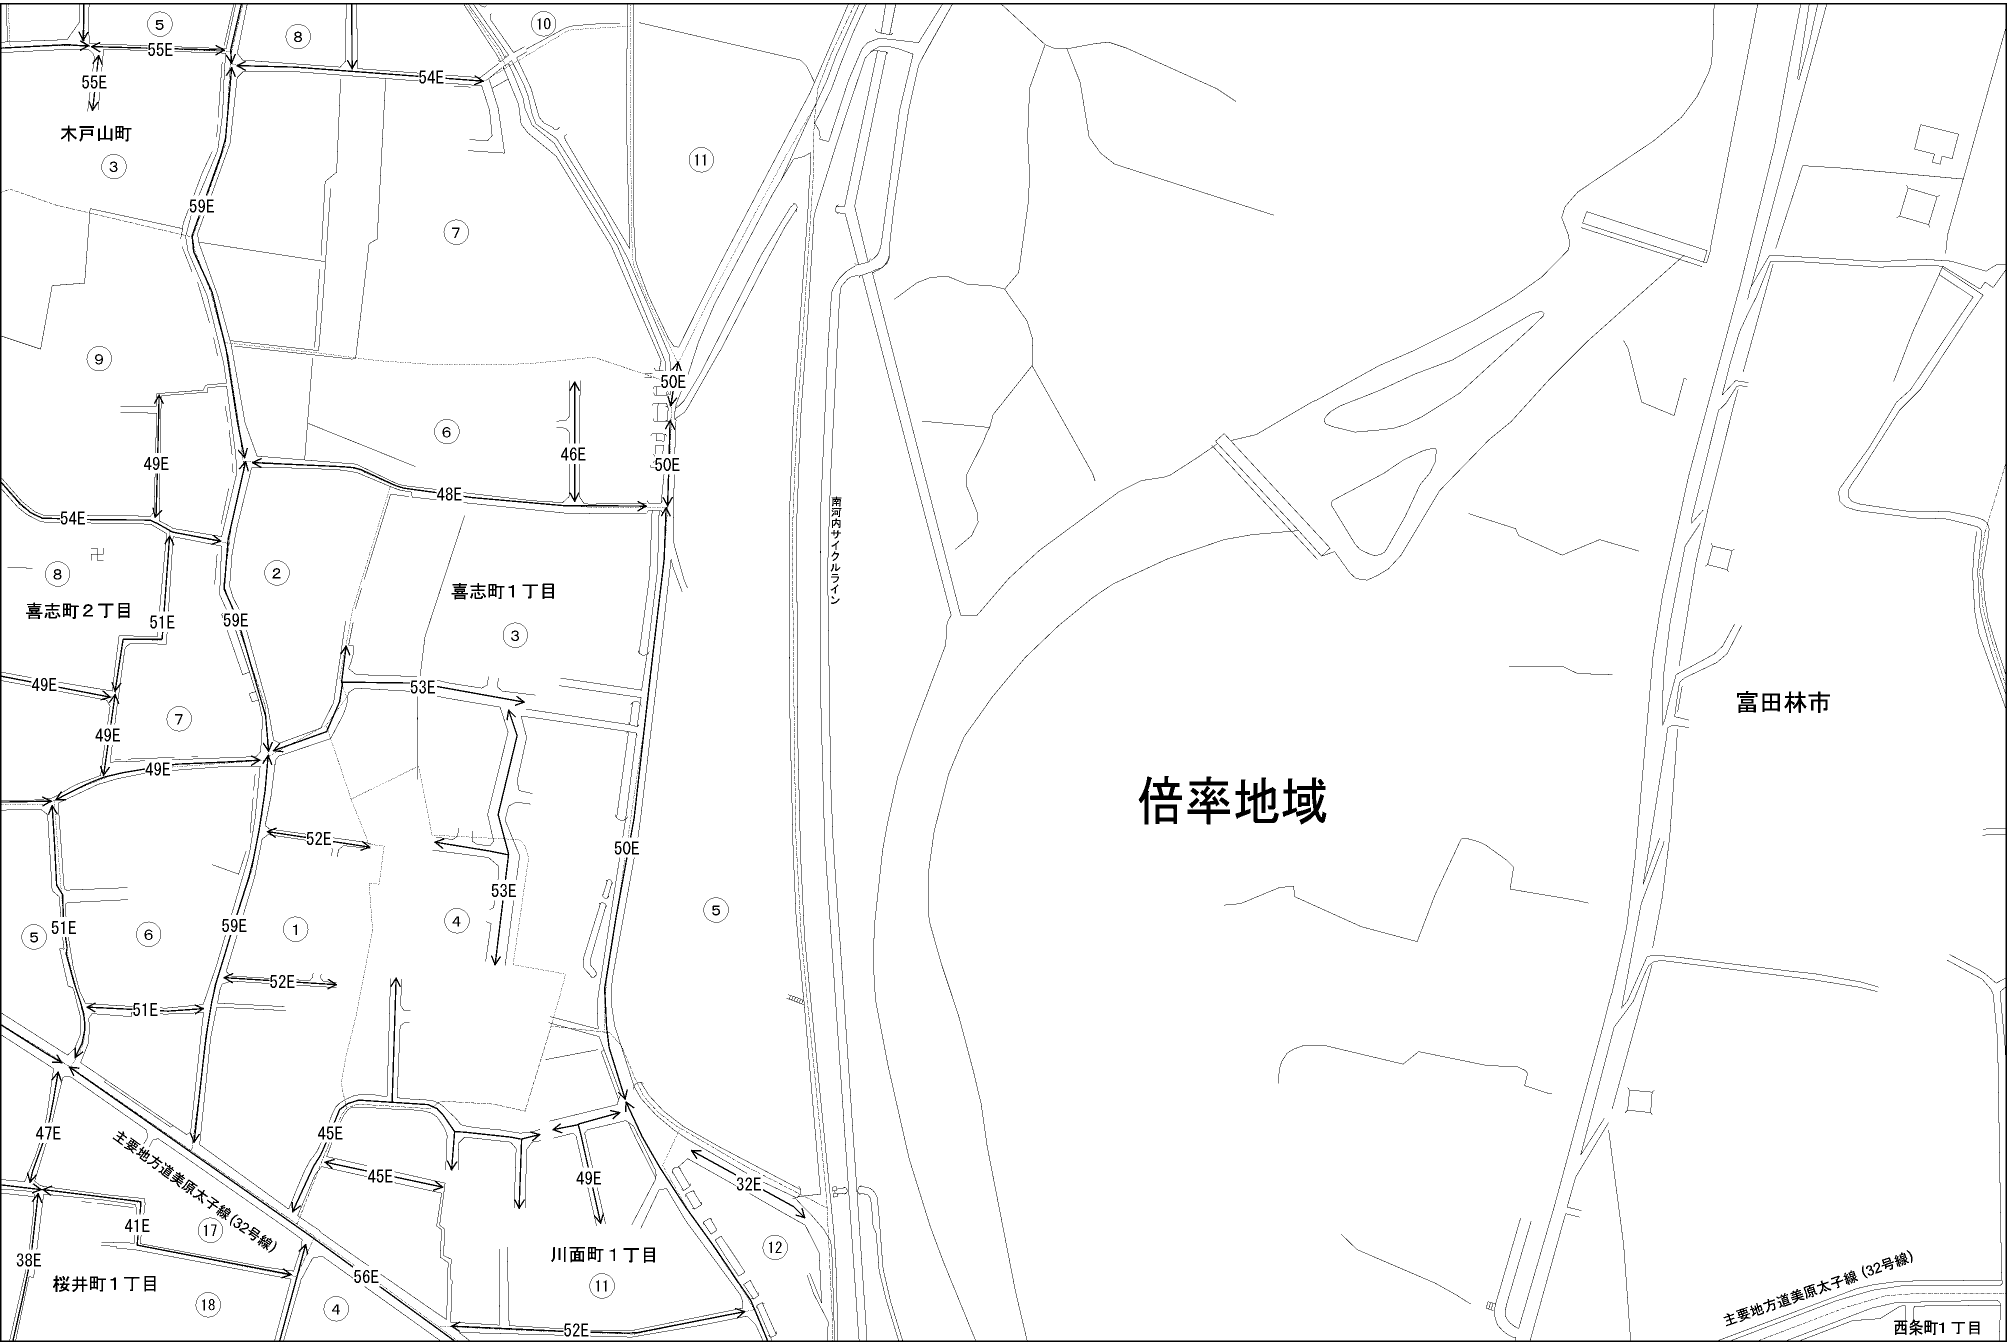 5
8
10
55E
55E
54E
木戸山町
3
11
59E
7
9
50E
6
49E
46E
50E
48E
54E
南河内サイクルライン
卍
8
2
喜志町1丁目
喜志町2丁目
51E
59E
3
49E
53E
富田林市
7
49E
49E
倍率地域
52E
50E
53E
5
4
51E
59E
1
5
6
52E
51E
47E
45E
主要地方道美原太子線(32号線)
45E
49E
32E
41E
17
12
38E
川面町1丁目
桜井町1丁目
56E
11
18
4
52E
主要地方道美原太子線(32号線)
西条町1丁目